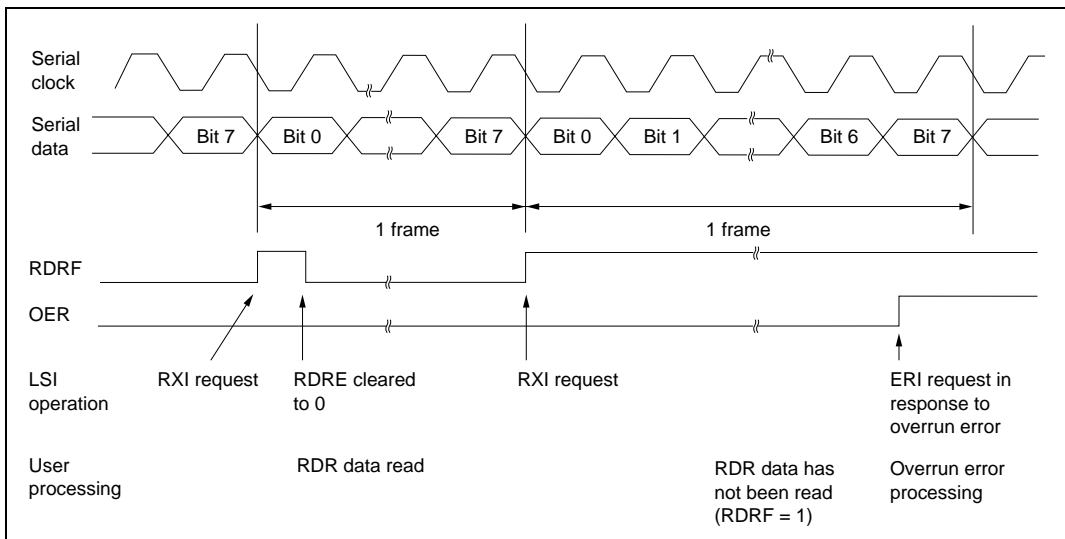 Serial
clock
Serial
data
Bit 7
Bit 0
Bit 7
Bit 0
Bit 1
Bit 6
Bit 7
1 frame
1 frame
RDRF
OER
LSI
operation
RXI request
RDRE cleared
to 0
RXI request
ERI request in
response to
overrun error
User
processing
RDR data read
RDR data has
not been read
(RDRF = 1)
Overrun error
processing